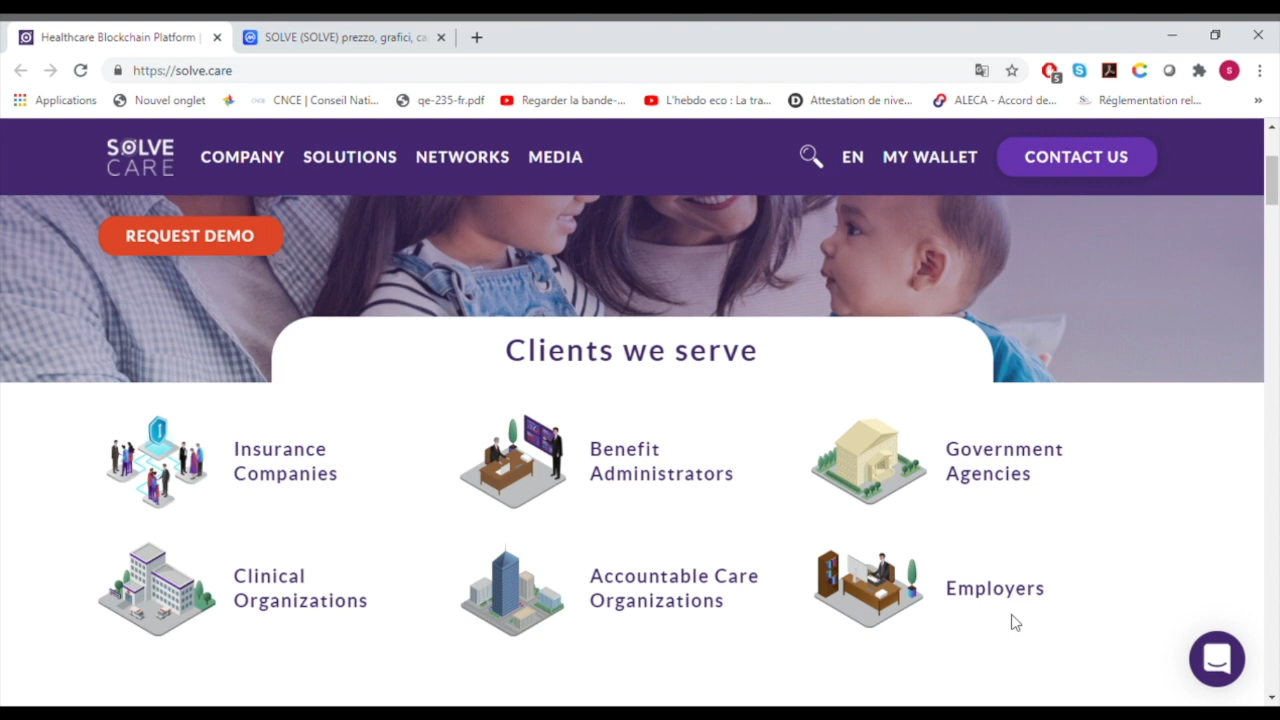 Healthcare Blockchain Platform |
SOLVE (SOLVE) prezzo, grafici, ca
https://solve.care
5
s
Applications
Nouvel onglet
CNCE | Conseil Nati...
qe-235-fr.pdf
Regarder la bande-...
L'hebdo eco : La tra...
Attestation de nive...
ALECA - Accord de...
Réglementation rel...
»
SOLVE
CARE
COMPANY
SOLUTIONS
NETWORKS
MEDIA
EN
MY WALLET
CONTACT US
REQUEST DEMO
Clients we serve
Insurance
Companies
Benefit
Administrators
Government
Agencies
Clinical
Organizations
Accountable Care
Organizations
Employers